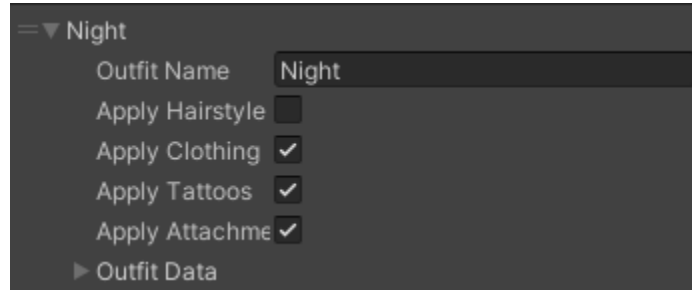 Night
Outfit Name Night
Apply Hairstyle
Apply Clothing
Apply Tattoos
Apply Attachme
Outfit Data